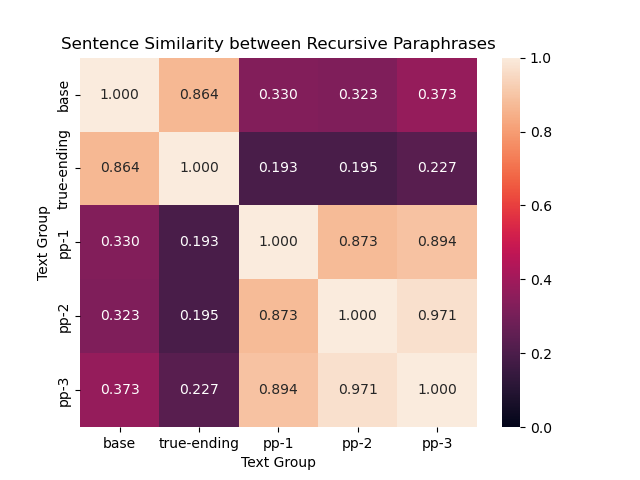 Sentence Similarity between Recursive Paraphrases
base
true-ending
pp-1
pp-2
pp-3
Text Group
1.000 0.864 0.330 0.323 0.373
0.864 1.000 0.193 0.195 0.227
0.330 0.193 1.000 0.873 0.894
0.323 0.195 0.873 1.000 0.971
0.373 0.227 0.894 0.971 1.000
base true-ending pp-1 pp-2 pp-3
Text Group
1.0
0.8
0.6
0.4
0.2
0.0